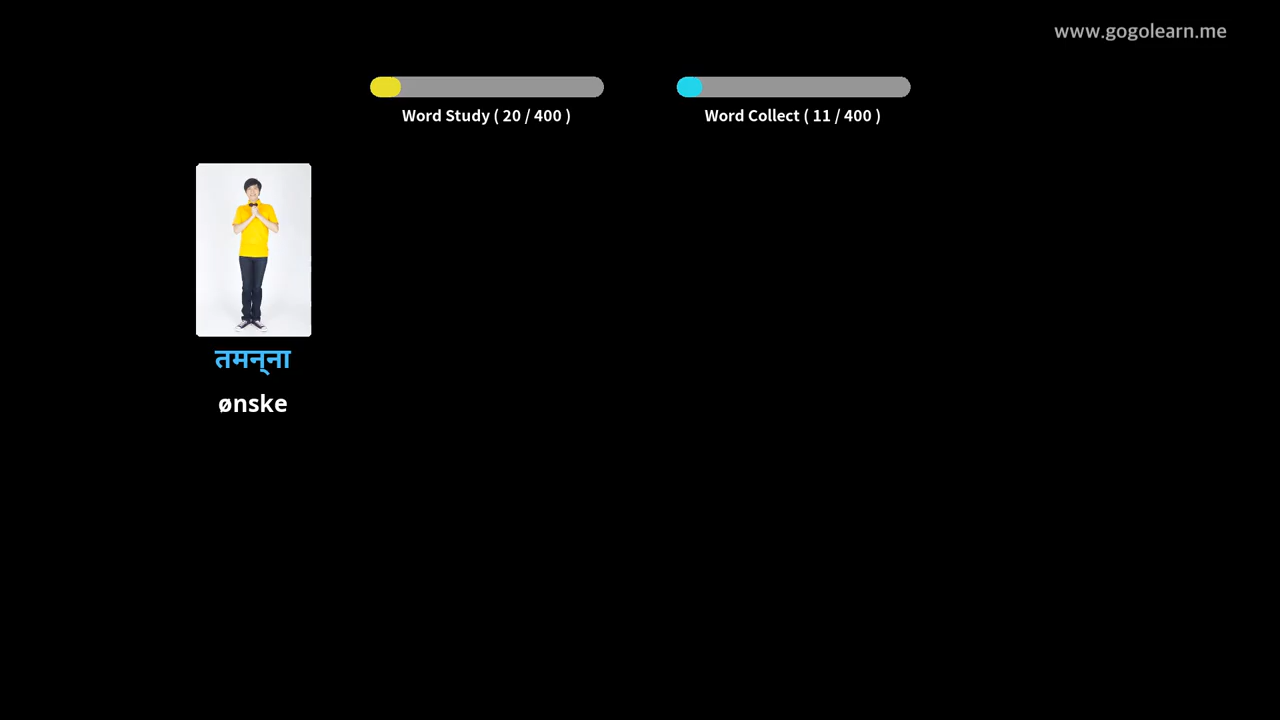 www.gogolearn.me
Word Study ( 20 / 400 )
Word Collect ( 11 / 400 )
तमन्‌ना
ønske